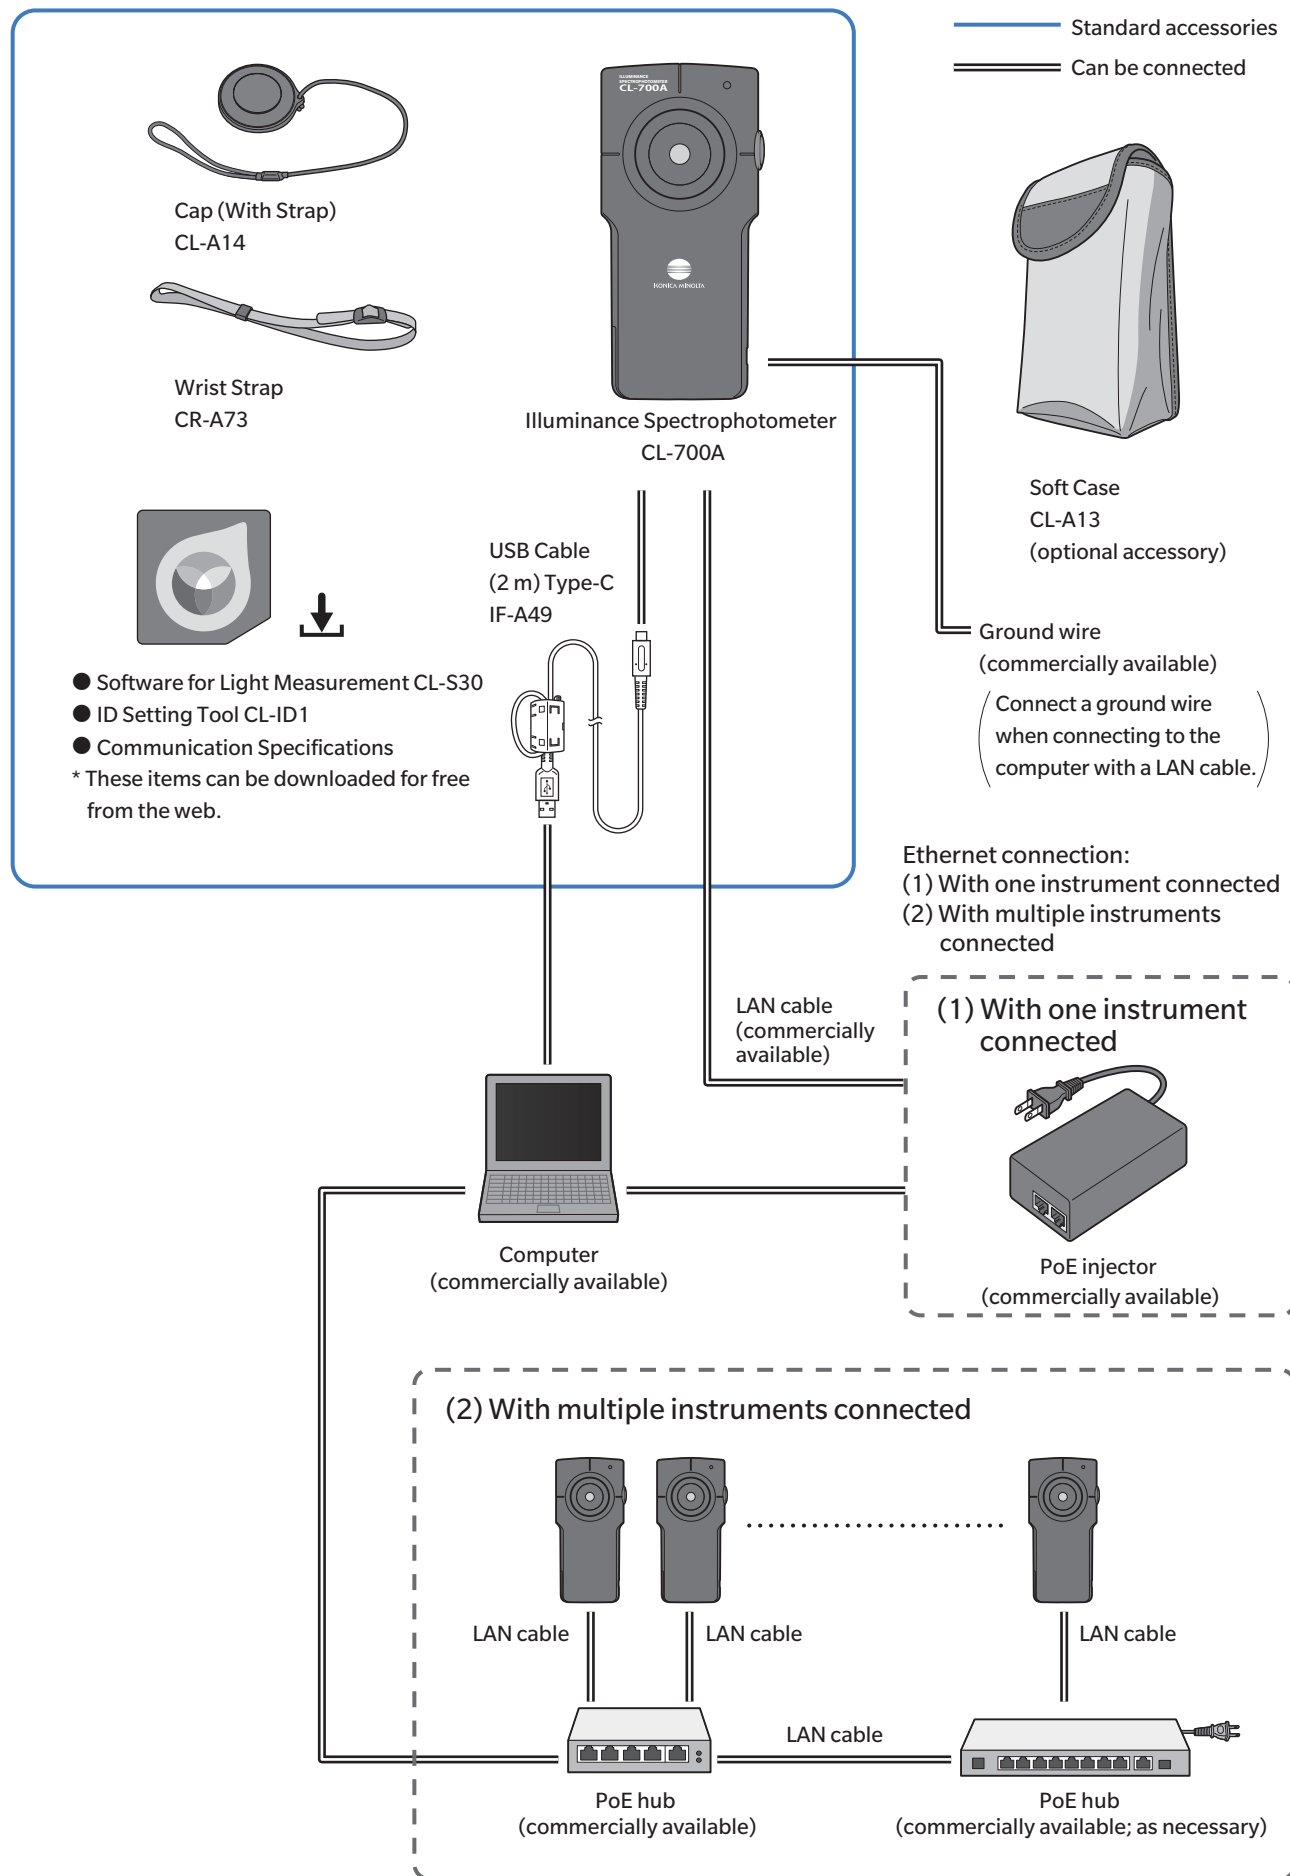 Standard accessories
Can be connected
ILLUMINANCE
SPECTROPHOTOMETER
CL-700A
Cap (With Strap)
CL-A14
KONICA MINOLTA
Wrist Strap
CR-A73
Illuminance Spectrophotometer
CL-700A
Soft Case
CL-A13
(optional accessory)
USB Cable
(2 m) Type-C
IF-A49
Ground wire
(commercially available)
Connect a ground wire
when connecting to the
computer with a LAN cable.
● Software for Light Measurement CL-S30
● ID Setting Tool CL-ID1
● Communication Specifications
* These items can be downloaded for free
from the web.
Ethernet connection:
(1) With one instrument connected
(2) With multiple instruments
connected
LAN cable
(commercially
available)
(1) With one instrument
connected
Computer
(commercially available)
PoE injector
(commercially available)
(2) With multiple instruments connected
LAN cable
LAN cable
LAN cable
LAN cable
PoE hub
(commercially available)
PoE hub
(commercially available; as necessary)